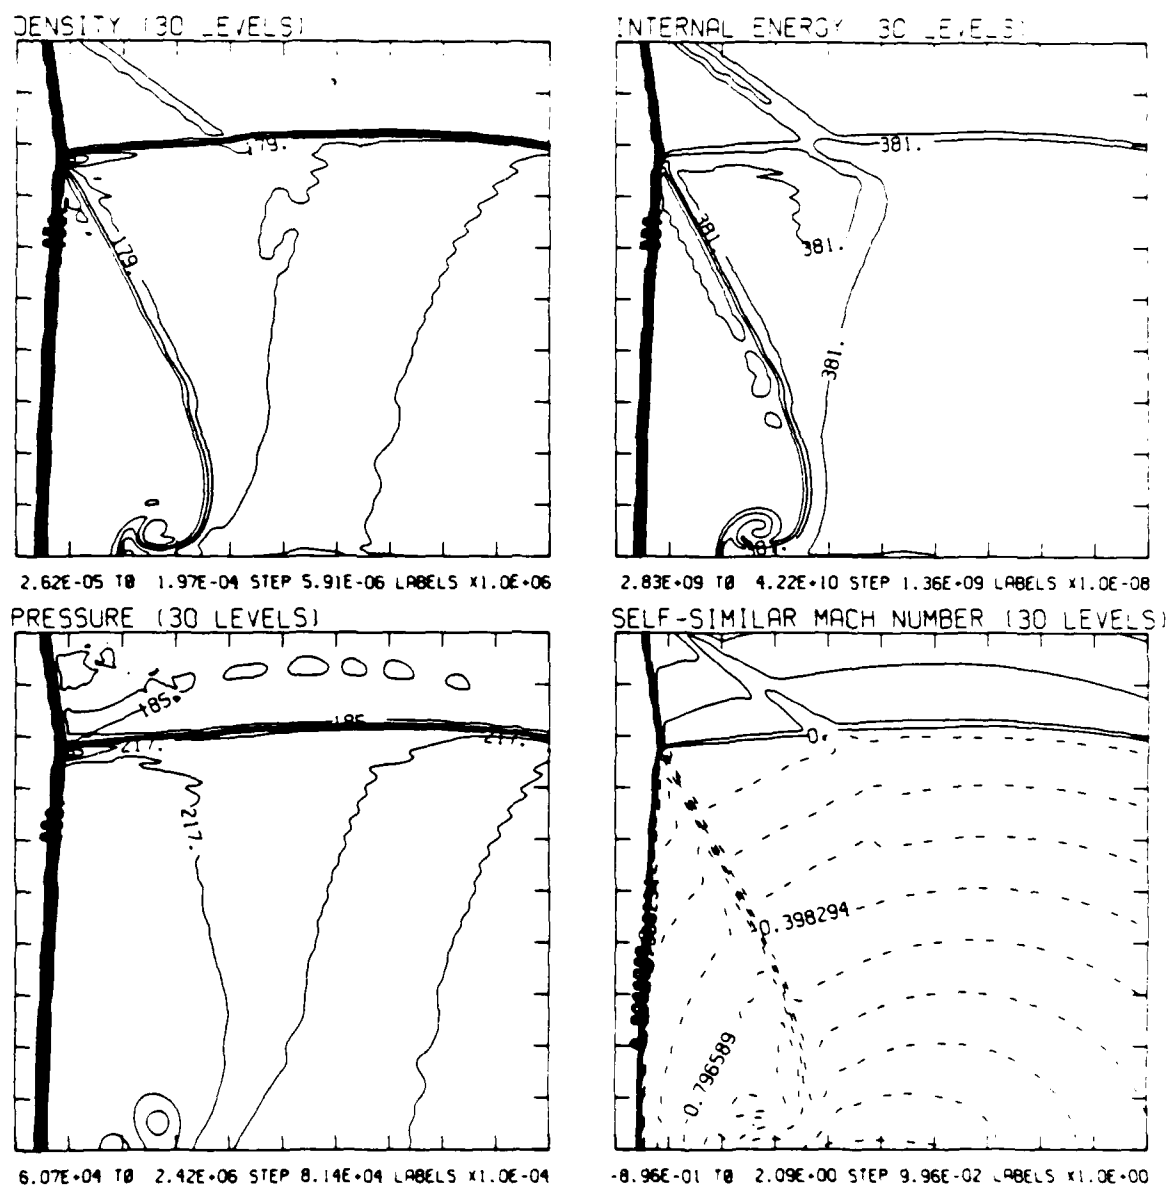 DENSITY (30 LEVELS)
179.
179.
2.62E-05 TO 1.97E-04 STEP 5.91E-06 LABELS X1.0E+06
INTERNAL ENERGY 30 LEVELS)
381.
381.
381.
381.
2.83E+09 TO 4.22E+10 STEP 1.36E+09 LABELS X1.0E-08
PRESSURE (30 LEVELS)
185.
185
217.
217.
217.
6.07E+04 TO 2.42E+06 STEP 8.14E+04 LABELS X1.0E-04
SELF-SIMILAR MACH NUMBER (30 LEVELS)
0.
0.398294
0.796589
-8.96E-01 TO 2.09E+00 STEP 9.96E-02 LABELS X1.0E+00